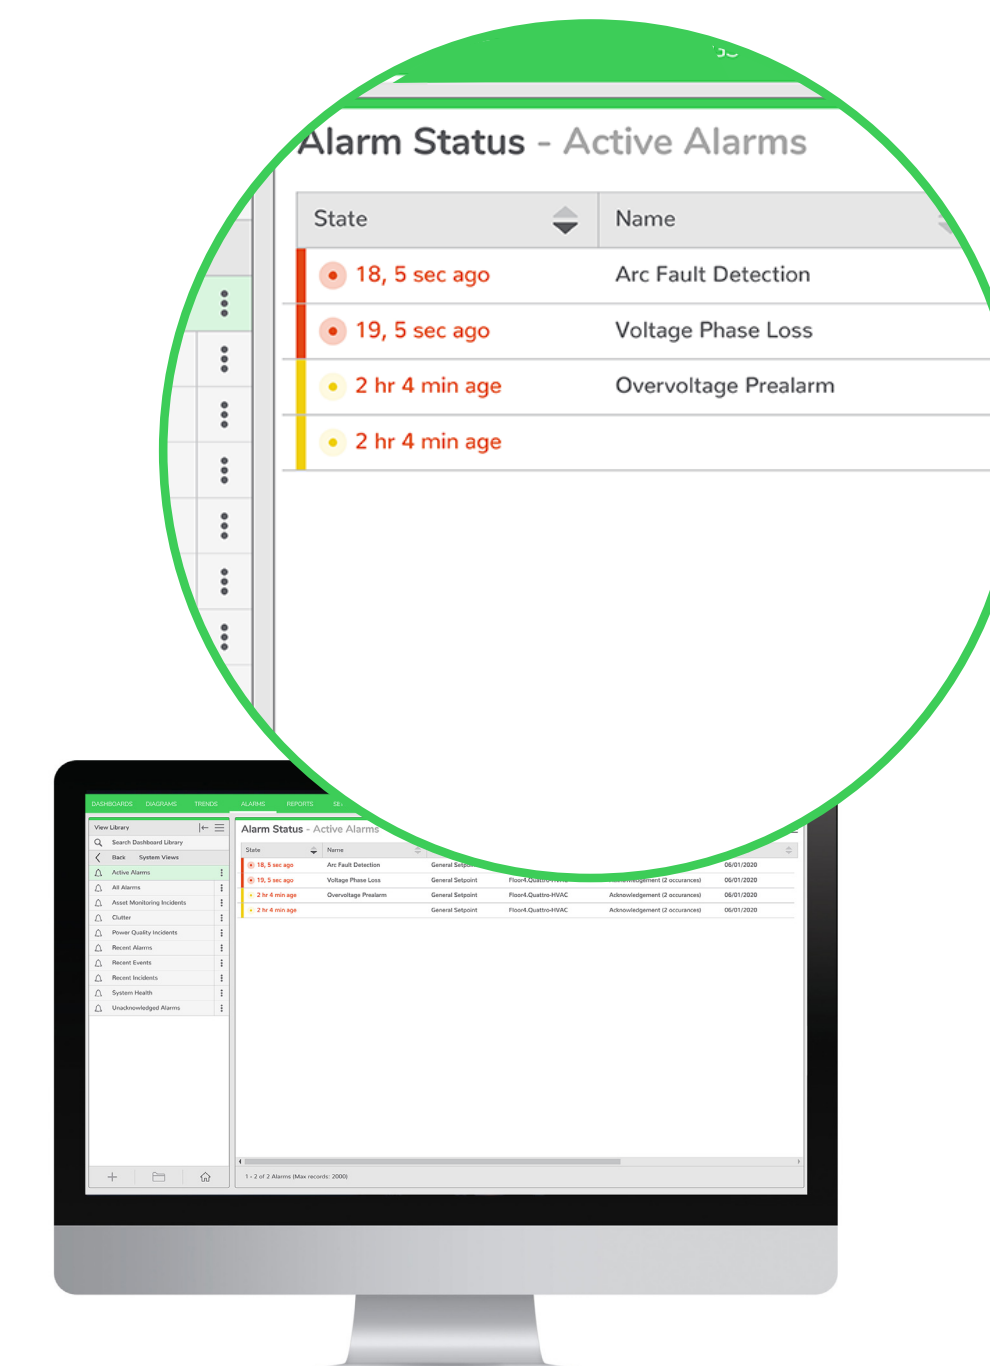 Alarm Status - Active Alarms
State Name
18, 5 sec ago Arc Fault Detection
19, 5 sec ago Voltage Phase Loss
2 hr 4 min age Overvoltage Prealarm
2 hr 4 min age
DASHBOARDS DIAGRAMS TRENDS ALARMS REPORTS
View Library
Search Dashboard Library
Back System Views
Active Alarms
All Alarms
Asset Monitoring Incidents
Clutter
Power Quality Incidents
Recent Alarms
Recent Events
Recent Incidents
System Health
Unacknowledged Alarms
Alarm Status - Active Alarms
State Name
18, 5 sec ago Arc Fault Detection General 06/01/2020
19, 5 sec ago Voltage Phase Loss General Setpoint Floor4.Quattro-HVAC Acknowledgement (2 occurances) 06/01/2020
2 hr 4 min age Overvoltage Prealarm General Setpoint Floor4.Quattro-HVAC Acknowledgement (2 occurances) 06/01/2020
2 hr 4 min age General Setpoint Floor4.Quattro-HVAC Acknowledgement (2 occurances) 06/01/2020
1 - 2 of 2 Alarms (Max records: 2000)